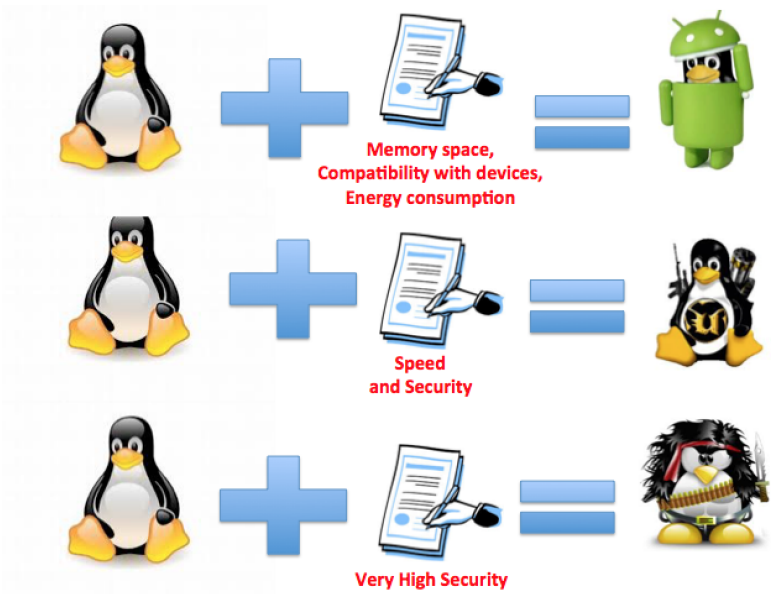 Memory space,
Compatibility with devices,
Energy consumption
Speed
and Security
Very High Security